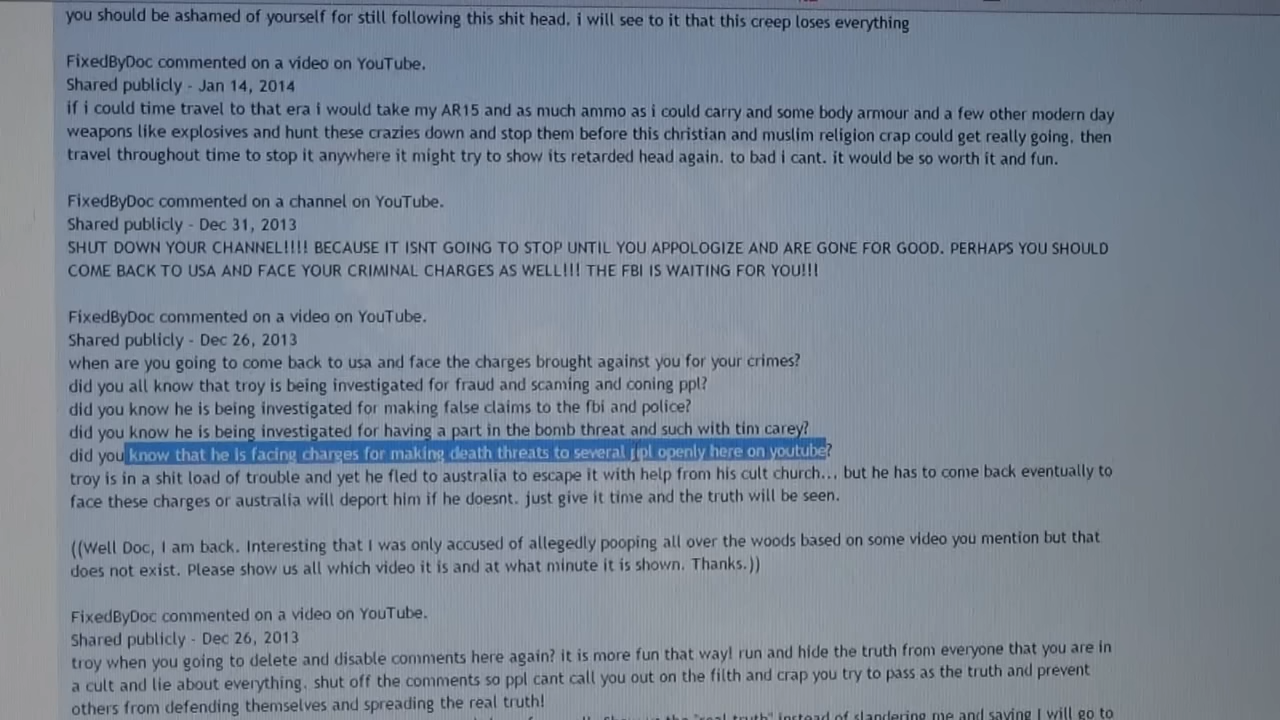 you should be ashamed of yourself for still following this shit head. i will see to it that this creep loses everything
FixedByDoc commented on a video on YouTube.
Shared publicly - Jan 14, 2014
if i could time travel to that era i would take my AR15 and as much ammo as i could carry and some body armour and a few other modern day
weapons like explosives and hunt these crazies down and stop them before this christian and muslim religion crap could get really going. then
travel throughout time to stop it anywhere it might try to show its retarded head again. to bad i cant. it would be so worth it and fun.
FixedByDoc commented on a channel on YouTube.
Shared publicly - Dec 31, 2013
SHUT DOWN YOUR CHANNEL!!!! BECAUSE IT ISNT GOING TO STOP UNTIL YOU APPOLOGIZE AND ARE GONE FOR GOOD. PERHAPS YOU SHOULD
COME BACK TO USA AND FACE YOUR CRIMINAL CHARGES AS WELL!!! THE FBI IS WAITING FOR YOU!!!
FixedByDoc commented on a video on YouTube.
Shared publicly - Dec 26, 2013
when are you going to come back to usa and face the charges brought against you for your crimes?
did you all know that troy is being investigated for fraud and scaming and coning ppl?
did you know he is being investigated for making false claims to the fbi and police?
did you know he is being investigated for having a part in the bomb threat and such with tim carey?
did you know that he is facing charges for making death threats to several ppl openly here on youtube?
troy is in a shit load of trouble and yet he fled to australia to escape it with help from his cult church... but he has to come back eventually to
face these charges or australia will deport him if he doesnt. just give it time and the truth will be seen.
((Well Doc, I am back. Interesting that I was only accused of allegedly pooping all over the woods based on some video you mention but that
does not exist. Please show us all which video it is and at what minute it is shown. Thanks.))
FixedByDoc commented on a video on YouTube.
Shared publicly - Dec 26, 2013
troy when you going to delete and disable comments here again? it is more fun that way! run and hide the truth from everyone that you are in
a cult and lie about everything. shut off the comments so ppl cant call you out on the filth and crap you try to pass as the truth and prevent
others from defending themselves and spreading the real truth!
"real truth" instead of slandering me and saying I will go to